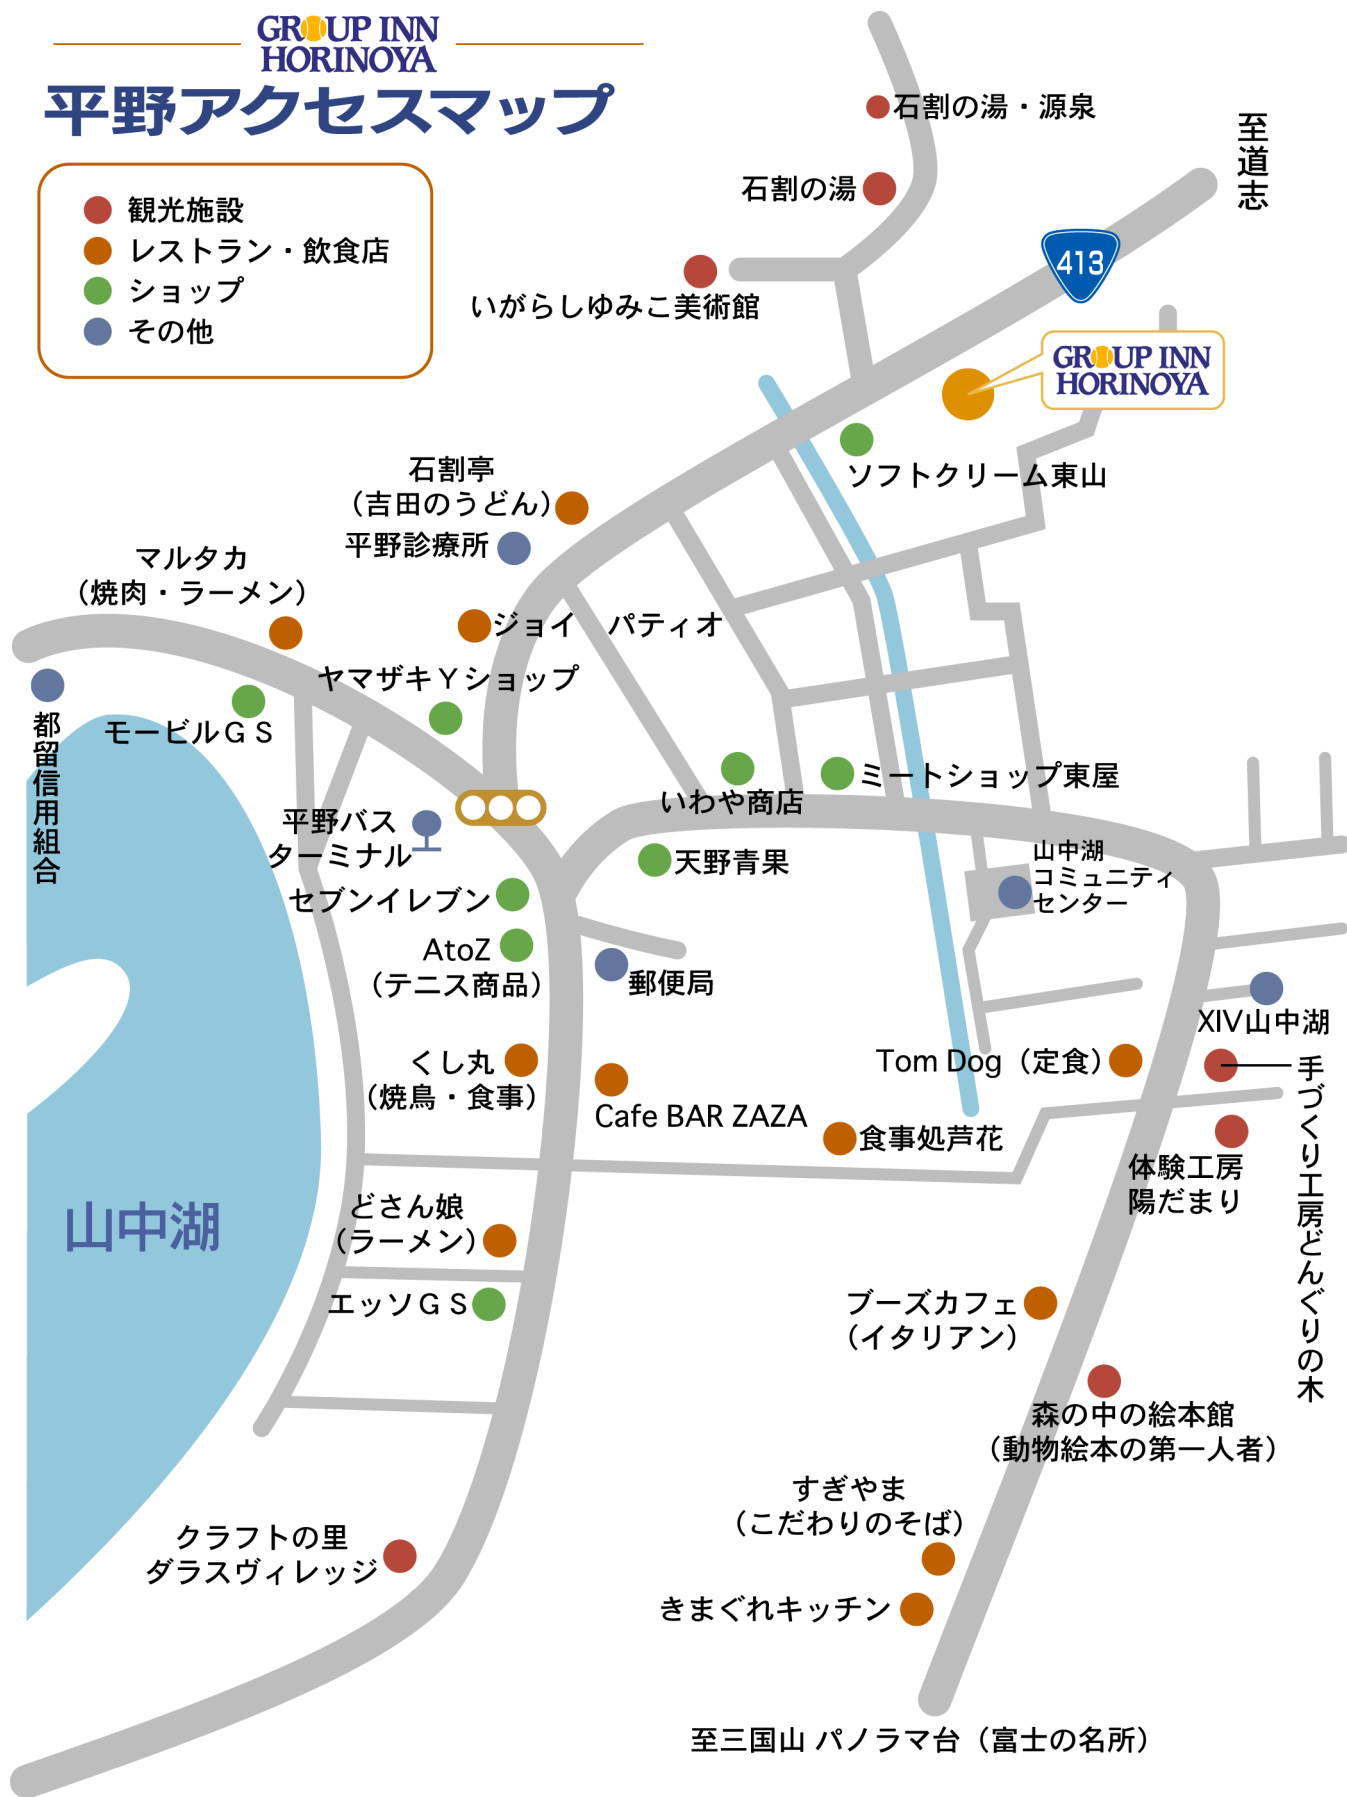 GROUP INN
HORINOYA
平野アクセスマップ
観光施設
レストラン・飲食店
ショップ
その他
石割の湯・源泉
至道志
石割の湯
413
いがらしゆみこ美術館
GROUP INN
HORINOYA
ソフトクリーム東山
石割亭
（吉田のうどん）
平野診療所
マルタカ
（焼肉・ラーメン）
ジョイ　パティオ
ヤマザキＹショップ
モービルＧＳ
都留信用組合
いわや商店
ミートショップ東屋
平野バス
ターミナル
天野青果
山中湖
コミュニティ
センター
セブンイレブン
AtoZ
（テニス商品）
郵便局
XIV山中湖
くし丸
（焼鳥・食事）
Cafe BAR ZAZA
Tom Dog（定食）
手づくり工房どんぐりの木
食事処芦花
体験工房
陽だまり
山中湖
どさん娘
（ラーメン）
エッソＧＳ
ブーズカフェ
（イタリアン）
森の中の絵本館
（動物絵本の第一人者）
すぎやま
（こだわりのそば）
クラフトの里
ダラスヴィレッジ
きまぐれキッチン
至三国山 パノラマ台（富士の名所）